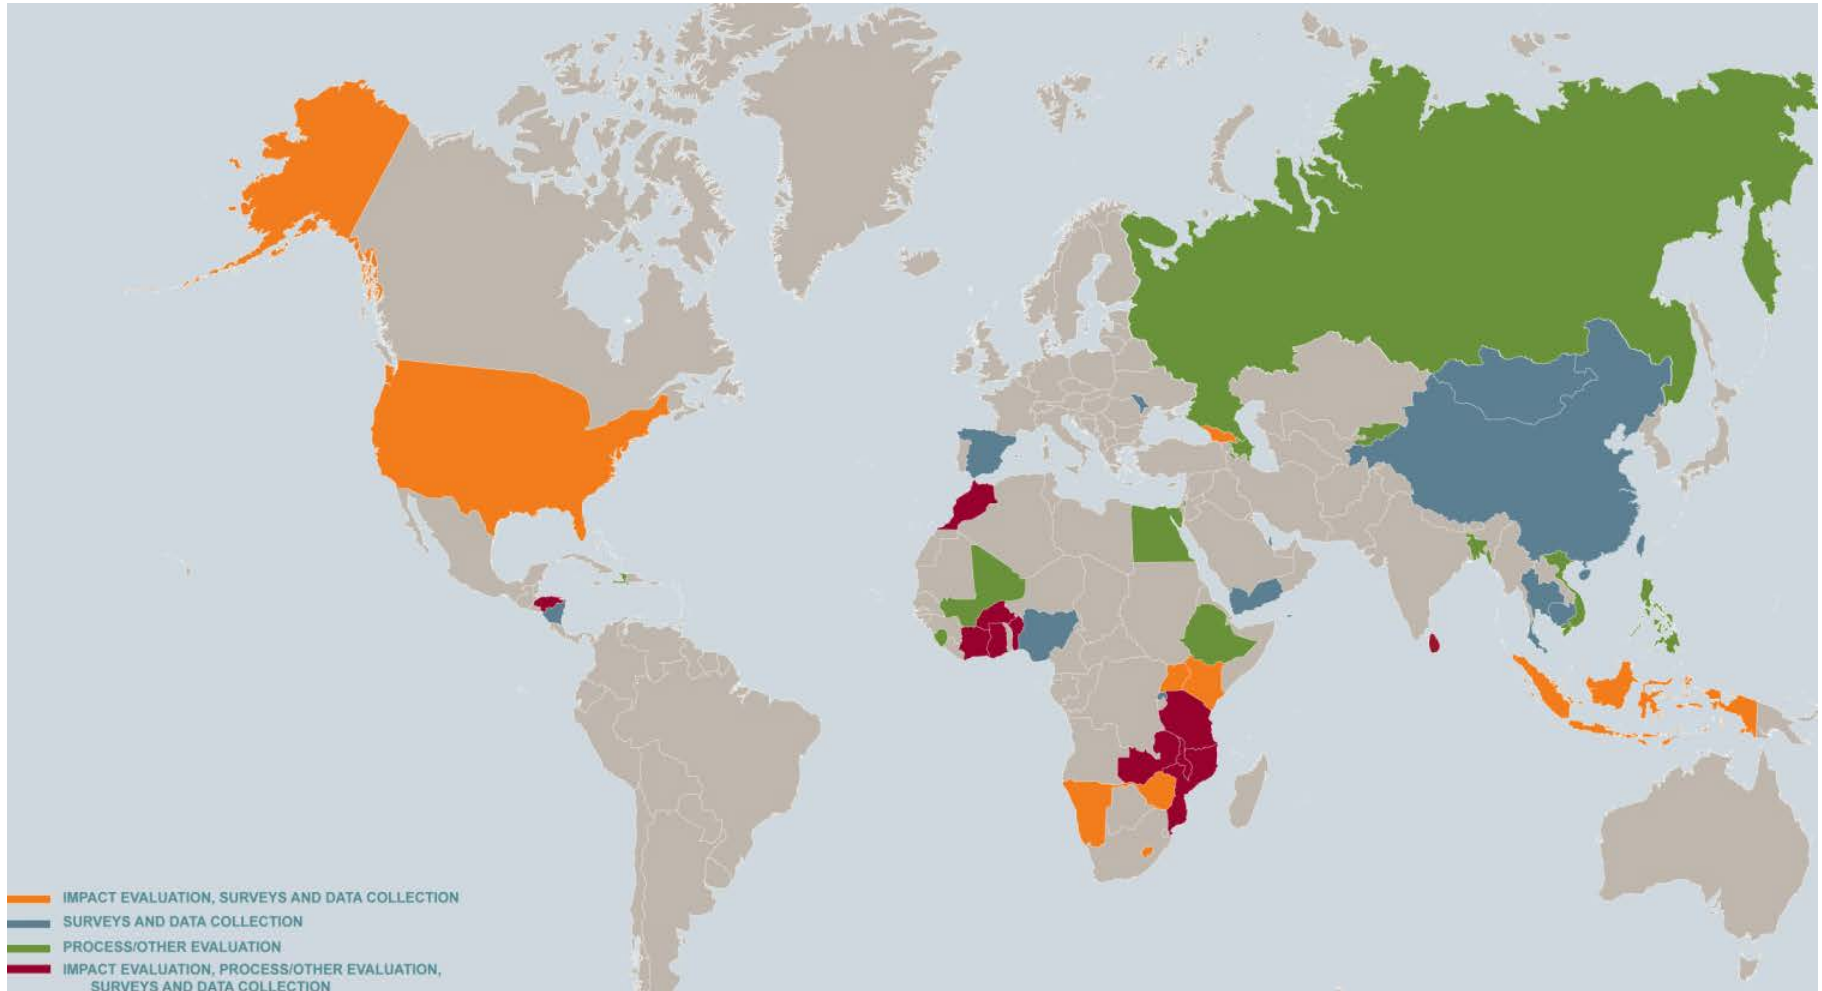 IMPACT EVALUATION, SURVEYS AND DATA COLLECTION
SURVEYS AND DATA COLLECTION
PROCESS/OTHER EVALUATION
IMPACT EVALUATION, PROCESS/OTHER EVALUATION,
SURVEYS AND DATA COLLECTION